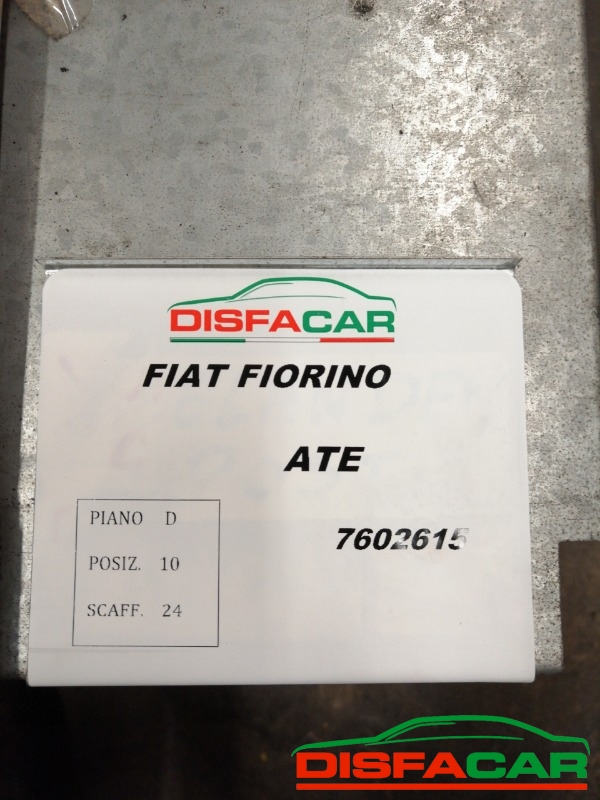 DISFACAR
FIAT FIORINO
ATE
7602615
PIANO D
POSIZ. 10
SCAFF. 24
DISFACAR